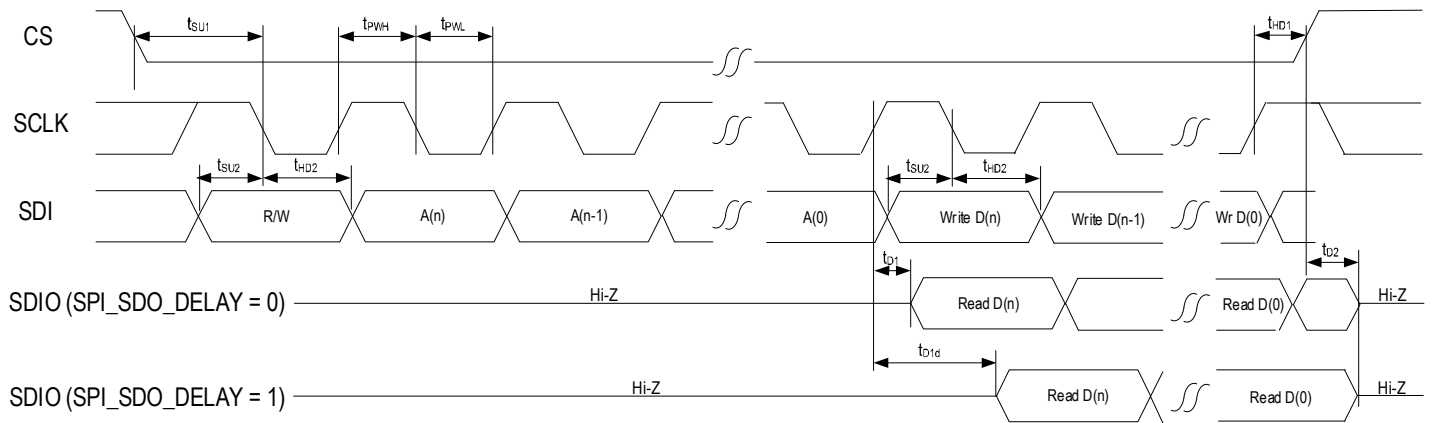 CS tSU1 tPWH tPWL tHD1
SCLK
tSU2 tHD2 tSU2 tHD2
SDI R/W A(n) A(n-1) A(0) Write D(n) Write D(n-1) Wr D(0)
tD1 tD2
SDIO (SPI_SDO_DELAY = 0) Hi-Z Read D(n) Read D(0) Hi-Z
tD1d
SDIO (SPI_SDO_DELAY = 1) Hi-Z Read D(n) Read D(0) Hi-Z